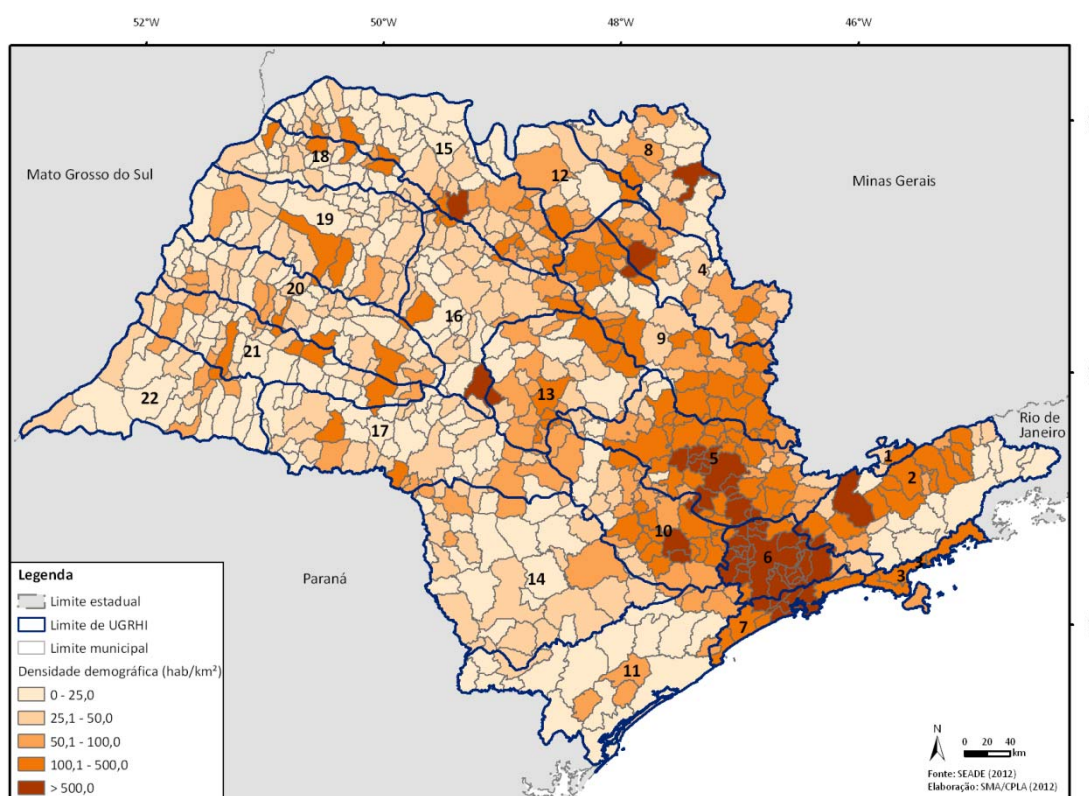 52°W 50°W 48°W 46°W
Mato Grosso do Sul
Minas Gerais
Rio de
Janeiro
Paraná
15
18
8
12
19
4
20
16
9
21
13
22
17
1
5
2
10
6
3
14
7
11
Legenda
Limite estadual
Limite de UGRHI
Limite municipal
Densidade demográfica (hab/km²)
0 - 25,0
25,1 - 50,0
50,1 - 100,0
100,1 - 500,0
> 500,0
N
0 20 40
km
Fonte: SEADE (2012)
Elaboração: SMA/CPLA (2012)